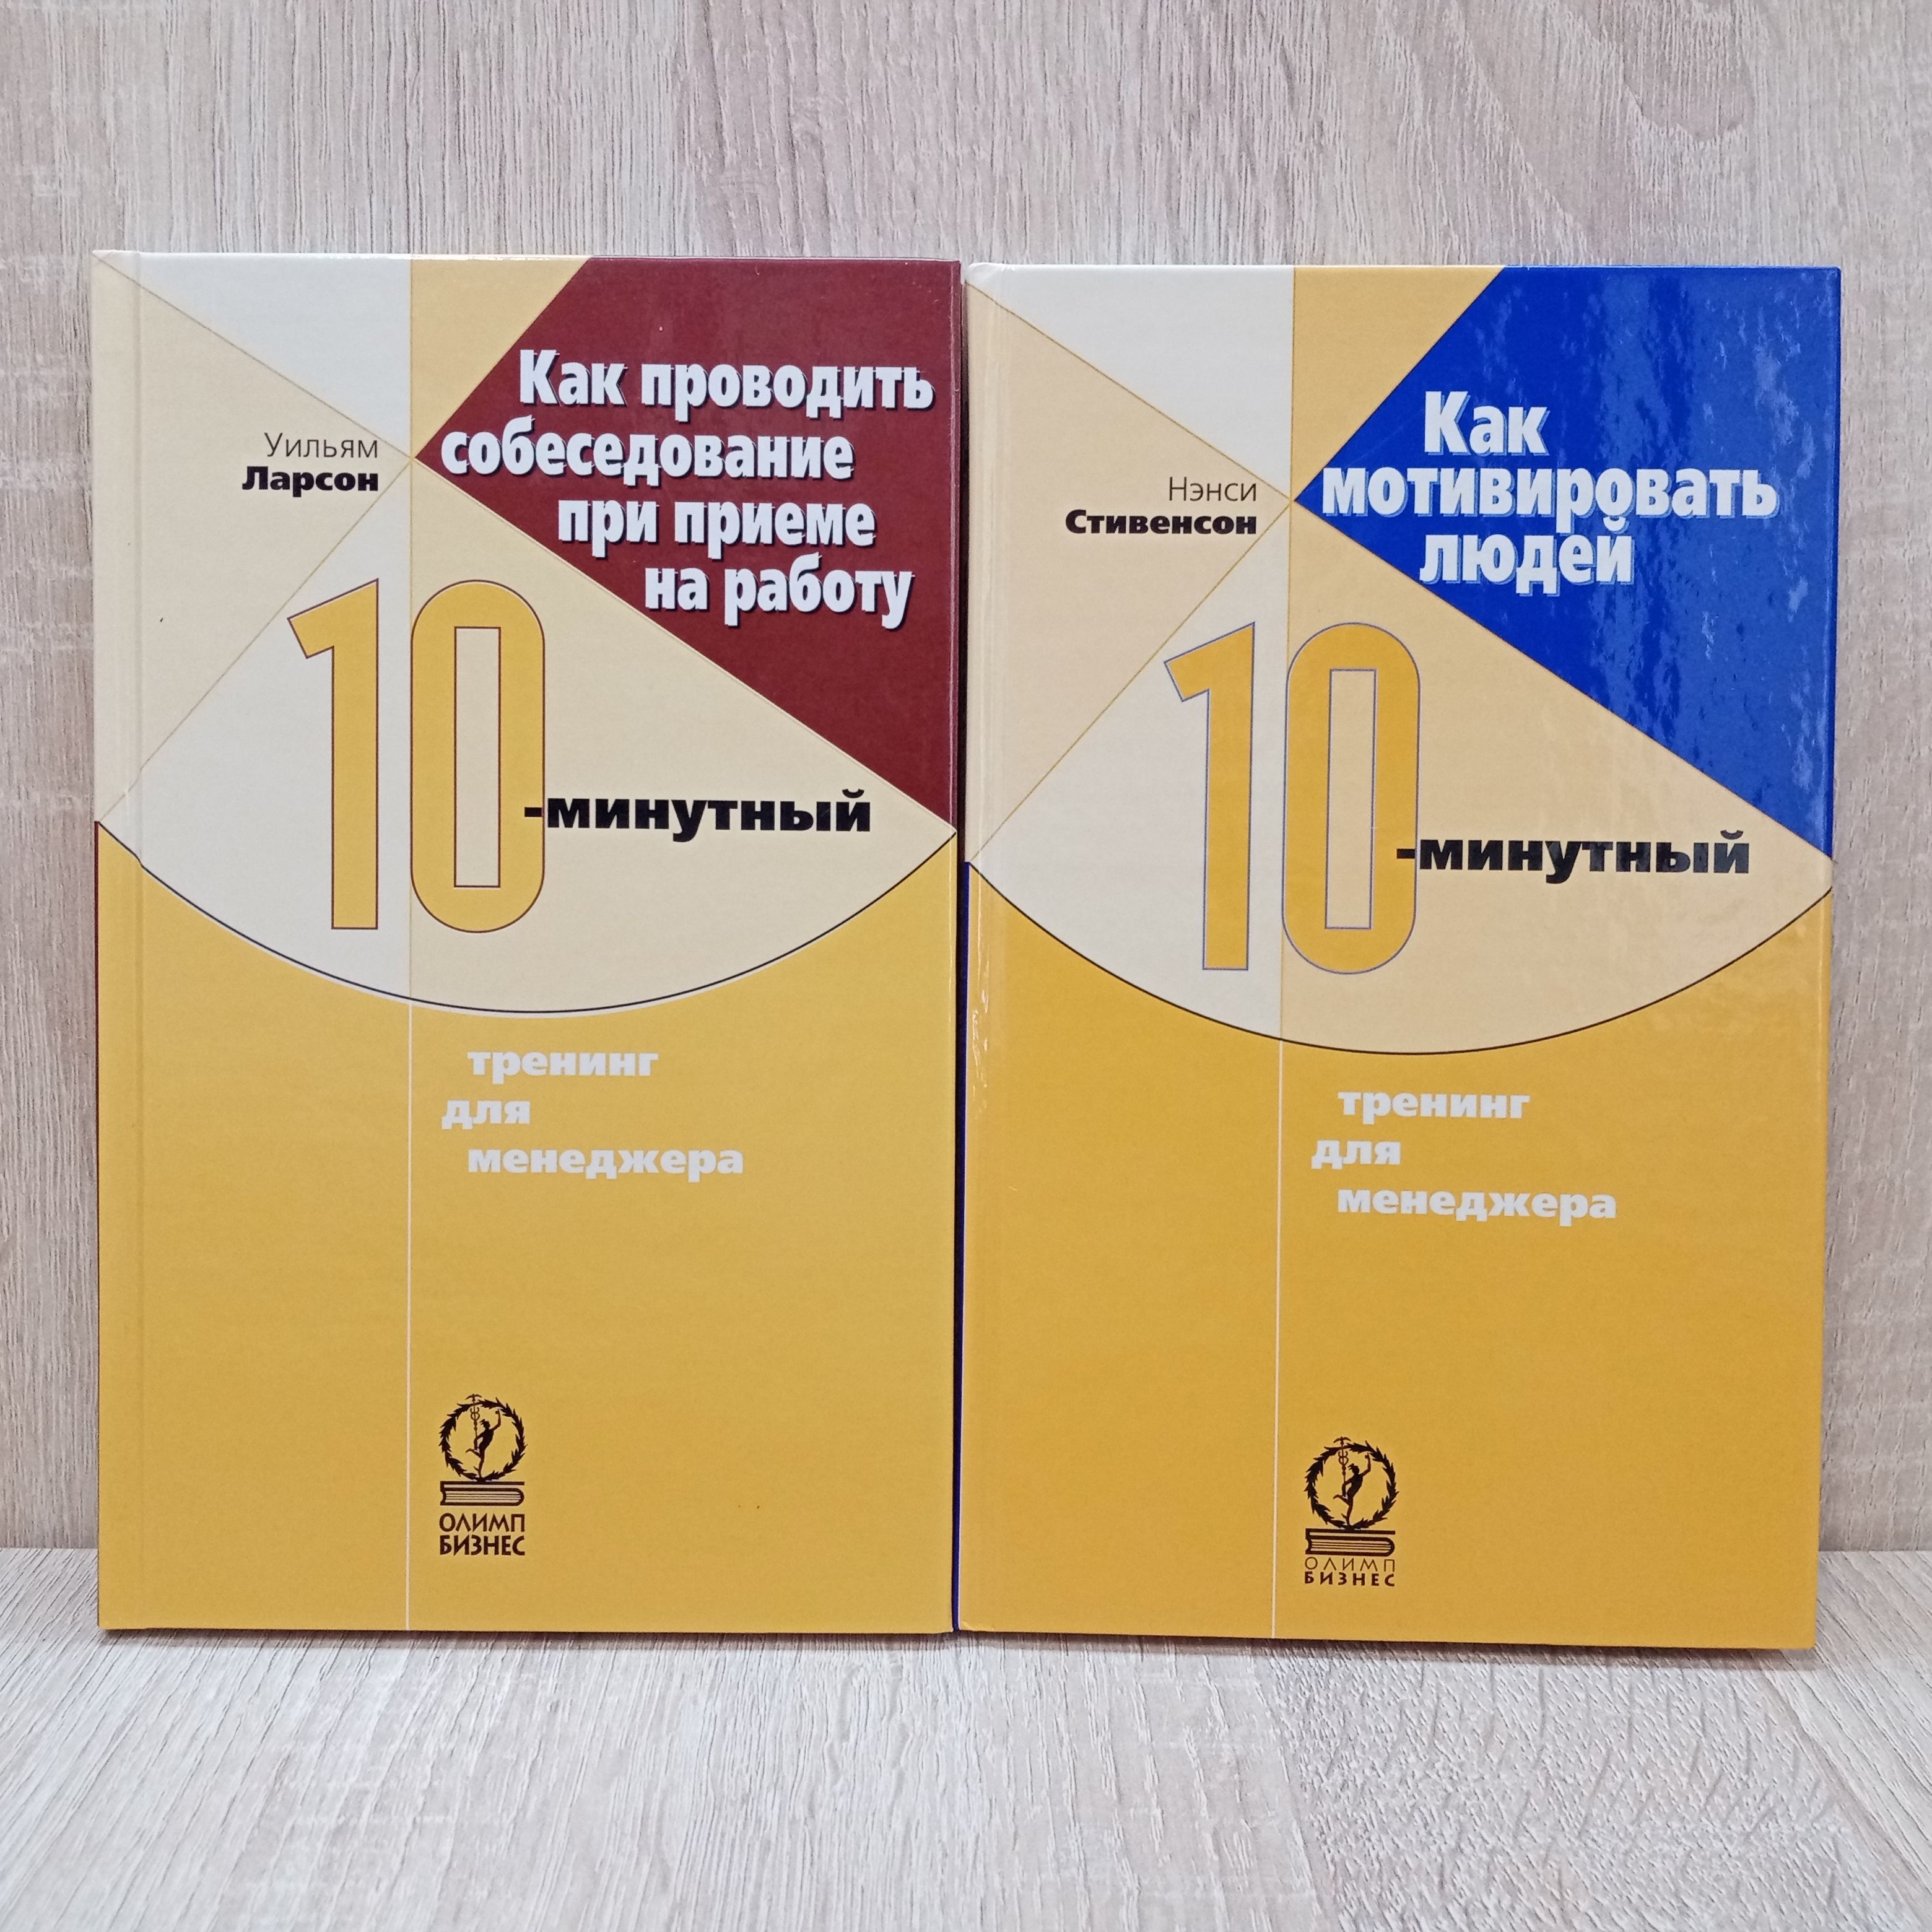 Уильям
Ларсон
Как проводить
собеседование
при приеме
на работу
10-минутный
тренинг
для
менеджера
ОЛИМП
БИЗНЕС
Нэнси
Стивенсон
Как
мотивировать
людей
10-минутный
тренинг
для
менеджера
ОЛИМП
БИЗНЕС